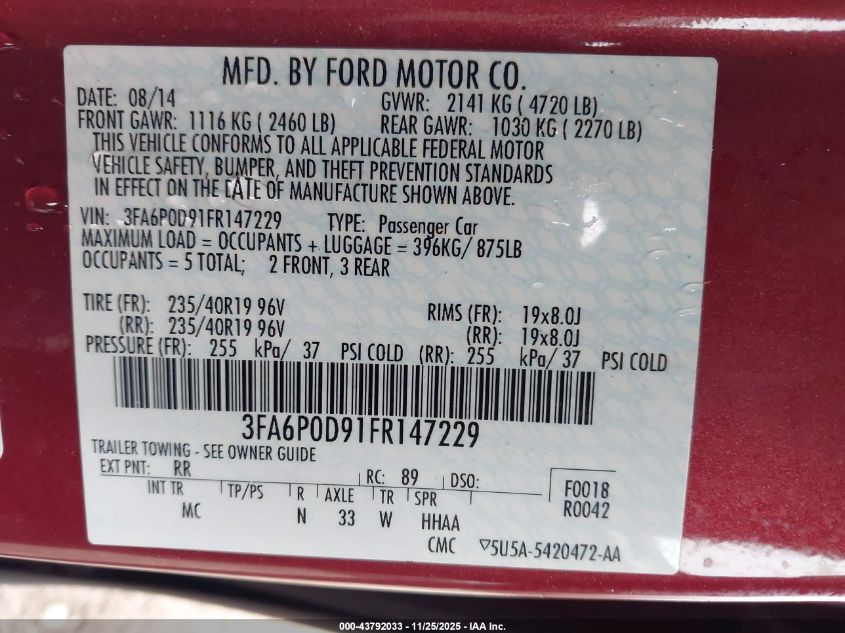 MFD. BY FORD MOTOR CO.
DATE: 08/14 GVWR: 2141 KG ( 4720 LB)
FRONT GAWR: 1116 KG ( 2460 LB) REAR GAWR: 1030 KG ( 2270 LB)
THIS VEHICLE CONFORMS TO ALL APPLICABLE FEDERAL MOTOR
VEHICLE SAFETY, BUMPER, AND THEFT PREVENTION STANDARDS
IN EFFECT ON THE DATE OF MANUFACTURE SHOWN ABOVE.
VIN: 3FA6P0D91FR147229 TYPE: Passenger Car
MAXIMUM LOAD = OCCUPANTS + LUGGAGE = 396KG/ 875LB
OCCUPANTS = 5 TOTAL; 2 FRONT, 3 REAR
TIRE (FR): 235/40R19 96V RIMS (FR): 19x8.0J
(RR): 235/40R19 96V (RR): 19x8.0J
PRESSURE (FR): 255 kPa/ 37 PSI COLD (RR): 255 kPa/ 37 PSI COLD
3FA6P0D91FR147229
TRAILER TOWING - SEE OWNER GUIDE
EXT PNT: RR RC: 89 DSO: F0018
INT TR TP/PS R AXLE TR SPR R0042
MC N 33 W HHAA
CMC ▽5U5A-5420472-AA
000-43792033 - 11/25/2025 - IAA Inc.